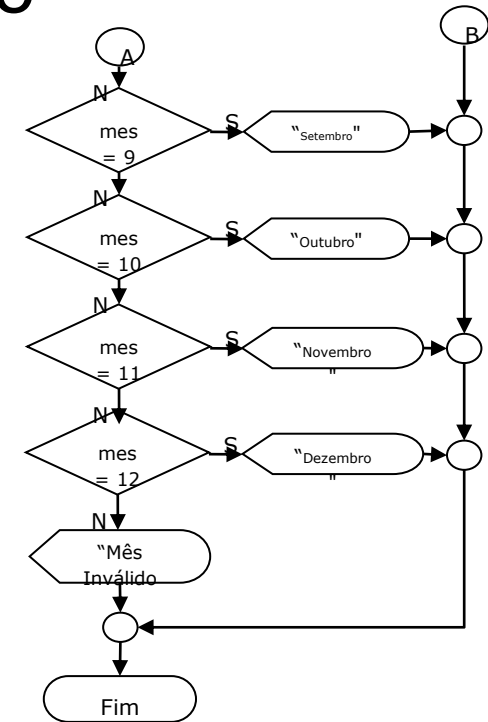 B
A
N
mes
= 9
S
"Setembro"
N
mes
= 10
S
"Outubro"
N
mes
= 11
S
"Novembro
"
N
mes
= 12
S
"Dezembro
"
N
"Mês
Inválido
Fim